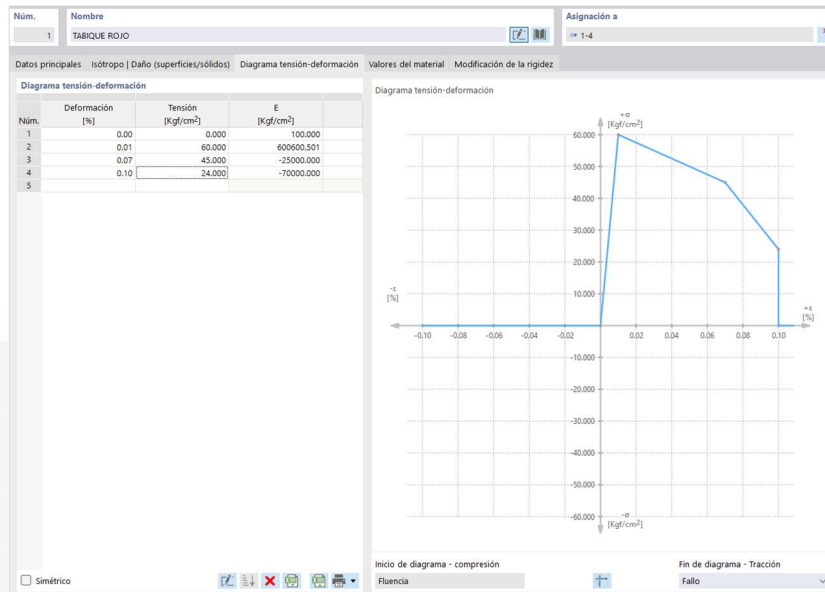 Núm.
Nombre
Asignación a
1
TABIQUE ROJO
1-4
Datos principales
Isótropo | Daño (superficies/sólidos)
Diagrama tensión-deformación
Valores del material
Modificación de la rigidez
Diagrama tensión-deformación
Núm.
Deformación [%]
Tensión [Kgf/cm2]
E [Kgf/cm2]
1 0.00 0.000 100.000
2 0.01 60.000 600600.501
3 0.07 45.000 -25000.000
4 0.10 24.000 -70000.000
5
Simétrico
Diagrama tensión-deformación
+σ
[Kgf/cm2]
60.000
50.000
40.000
30.000
20.000
10.000
-ε
[%]
+ε
[%]
-0.10 -0.08 -0.06 -0.04 -0.02 0.02 0.04 0.06 0.08 0.10
-10.000
-20.000
-30.000
-40.000
-50.000
-60.000
-σ
[Kgf/cm2]
Inicio de diagrama - compresión
Fin de diagrama - Tracción
Fluencia
Fallo